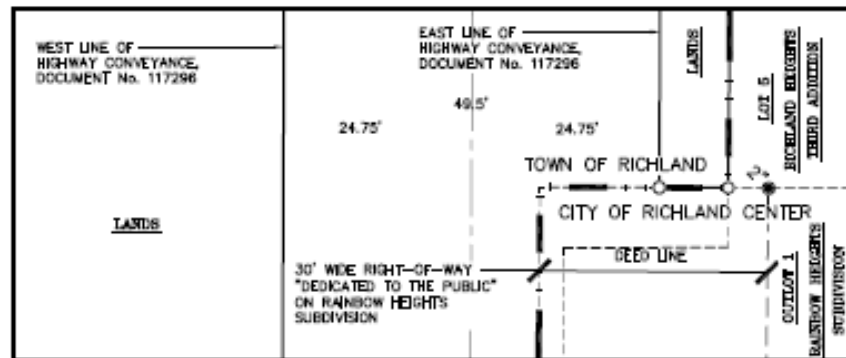 WEST LINE OF
HIGHWAY CONVEYANCE,
DOCUMENT No. 117296
EAST LINE OF
HIGHWAY CONVEYANCE,
DOCUMENT No. 117296
LANDS
LOT 5
RICHLAND HEIGHTS
THIRD ADDITION
49.5'
24.75'
24.75'
TOWN OF RICHLAND
CITY OF RICHLAND CENTER
LANDS
DEED LINE
30' WIDE RIGHT-OF-WAY
"DEDICATED TO THE PUBLIC"
ON RAINBOW HEIGHTS
SUBDIVISION
OUTLOT 1
RAINBOW HEIGHTS
SUBDIVISION